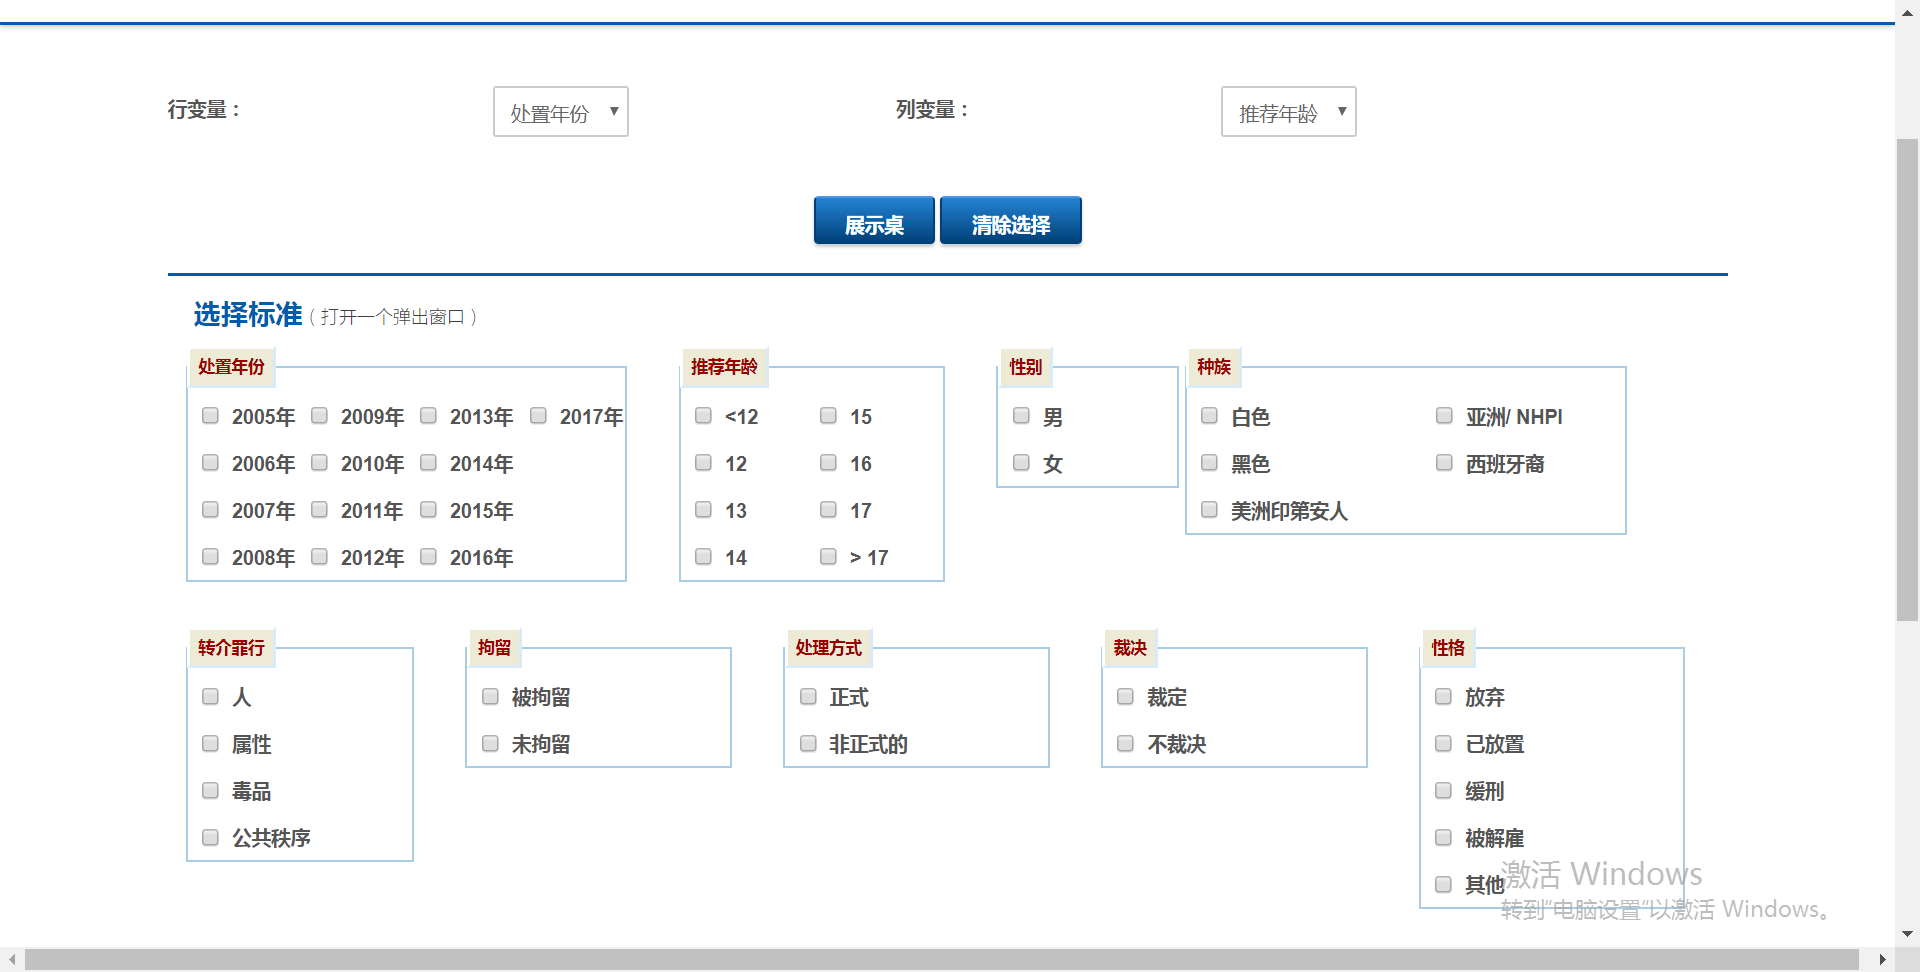 行变量： 处置年份 列变量： 推荐年龄
展示桌 清除选择
选择标准 ( 打开一个弹出窗口 )
处置年份 推荐年龄 性别 种族
2005年 2009年 2013年 2017年 <12 15 男 白色 亚洲/ NHPI
2006年 2010年 2014年 12 16 女 黑色 西班牙裔
2007年 2011年 2015年 13 17 美洲印第安人
2008年 2012年 2016年 14 > 17
转介罪行 拘留 处理方式 裁决 性格
人 被拘留 正式 裁定 放弃
属性 未拘留 非正式的 不裁决 已放置
毒品 缓刑
公共秩序 被解雇
其他
激活 Windows
转到"电脑设置"以激活 Windows。